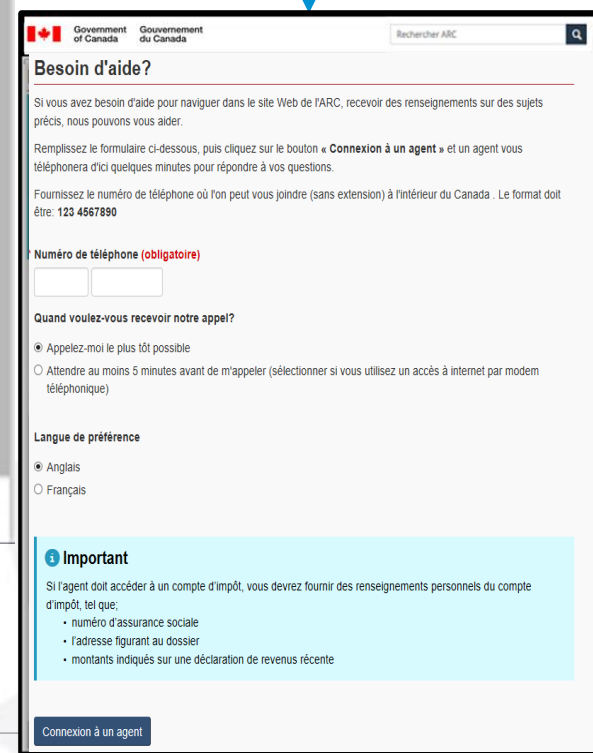 Government of Canada
Gouvernement du Canada
Rechercher ARC
Besoin d'aide?
Si vous avez besoin d'aide pour naviguer dans le site Web de l'ARC, recevoir des renseignements sur des sujets
précis, nous pouvons vous aider.
Remplissez le formulaire ci-dessous, puis cliquez sur le bouton « Connexion à un agent » et un agent vous
téléphonera d'ici quelques minutes pour répondre à vos questions.
Fournissez le numéro de téléphone où l'on peut vous joindre (sans extension) à l'intérieur du Canada . Le format doit
être: 123 4567890
* Numéro de téléphone (obligatoire)
Quand voulez-vous recevoir notre appel?
Appelez-moi le plus tôt possible
Attendre au moins 5 minutes avant de m'appeler (sélectionner si vous utilisez un accès à internet par modem
téléphonique)
Langue de préférence
Anglais
Français
Important
Si l'agent doit accéder à un compte d'impôt, vous devrez fournir des renseignements personnels du compte
d'impôt, tel que;
• numéro d'assurance sociale
• l'adresse figurant au dossier
• montants indiqués sur une déclaration de revenus récente
Connexion à un agent